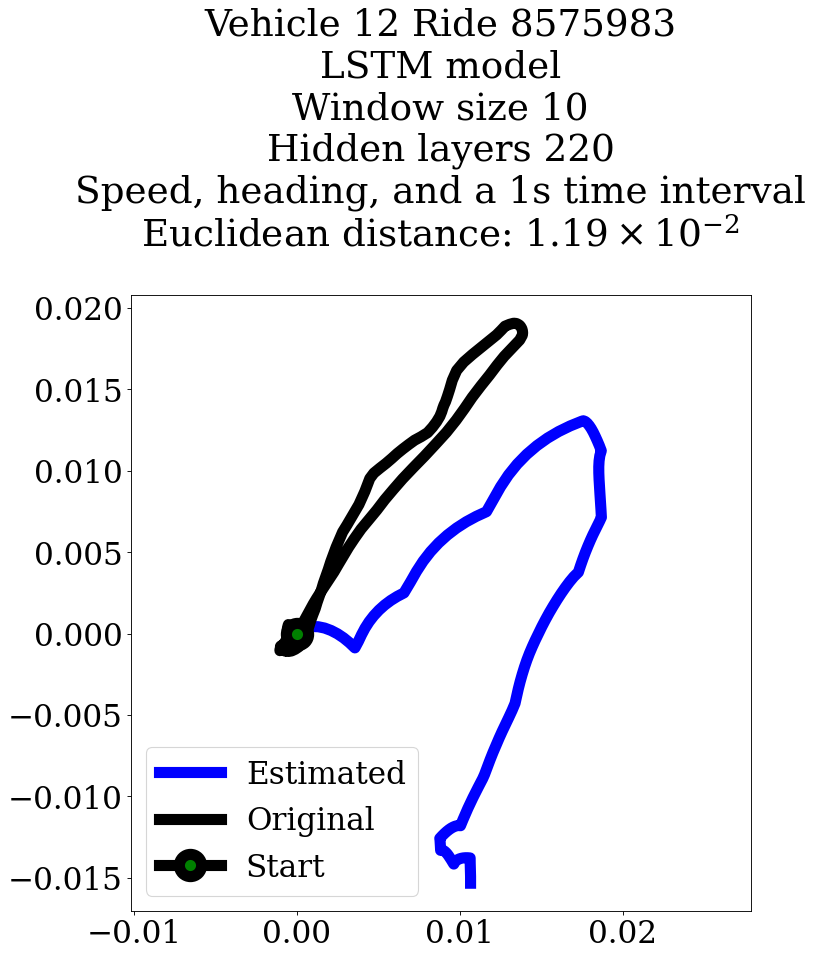 Vehicle 12 Ride 8575983
LSTM model
Window size 10
Hidden layers 220
Speed, heading, and a 1s time interval
Euclidean distance: 1.19 × 10⁻²
0.020
0.015
0.010
0.005
0.000
−0.005
−0.010
−0.015
Estimated
Original
Start
−0.01
0.00
0.01
0.02